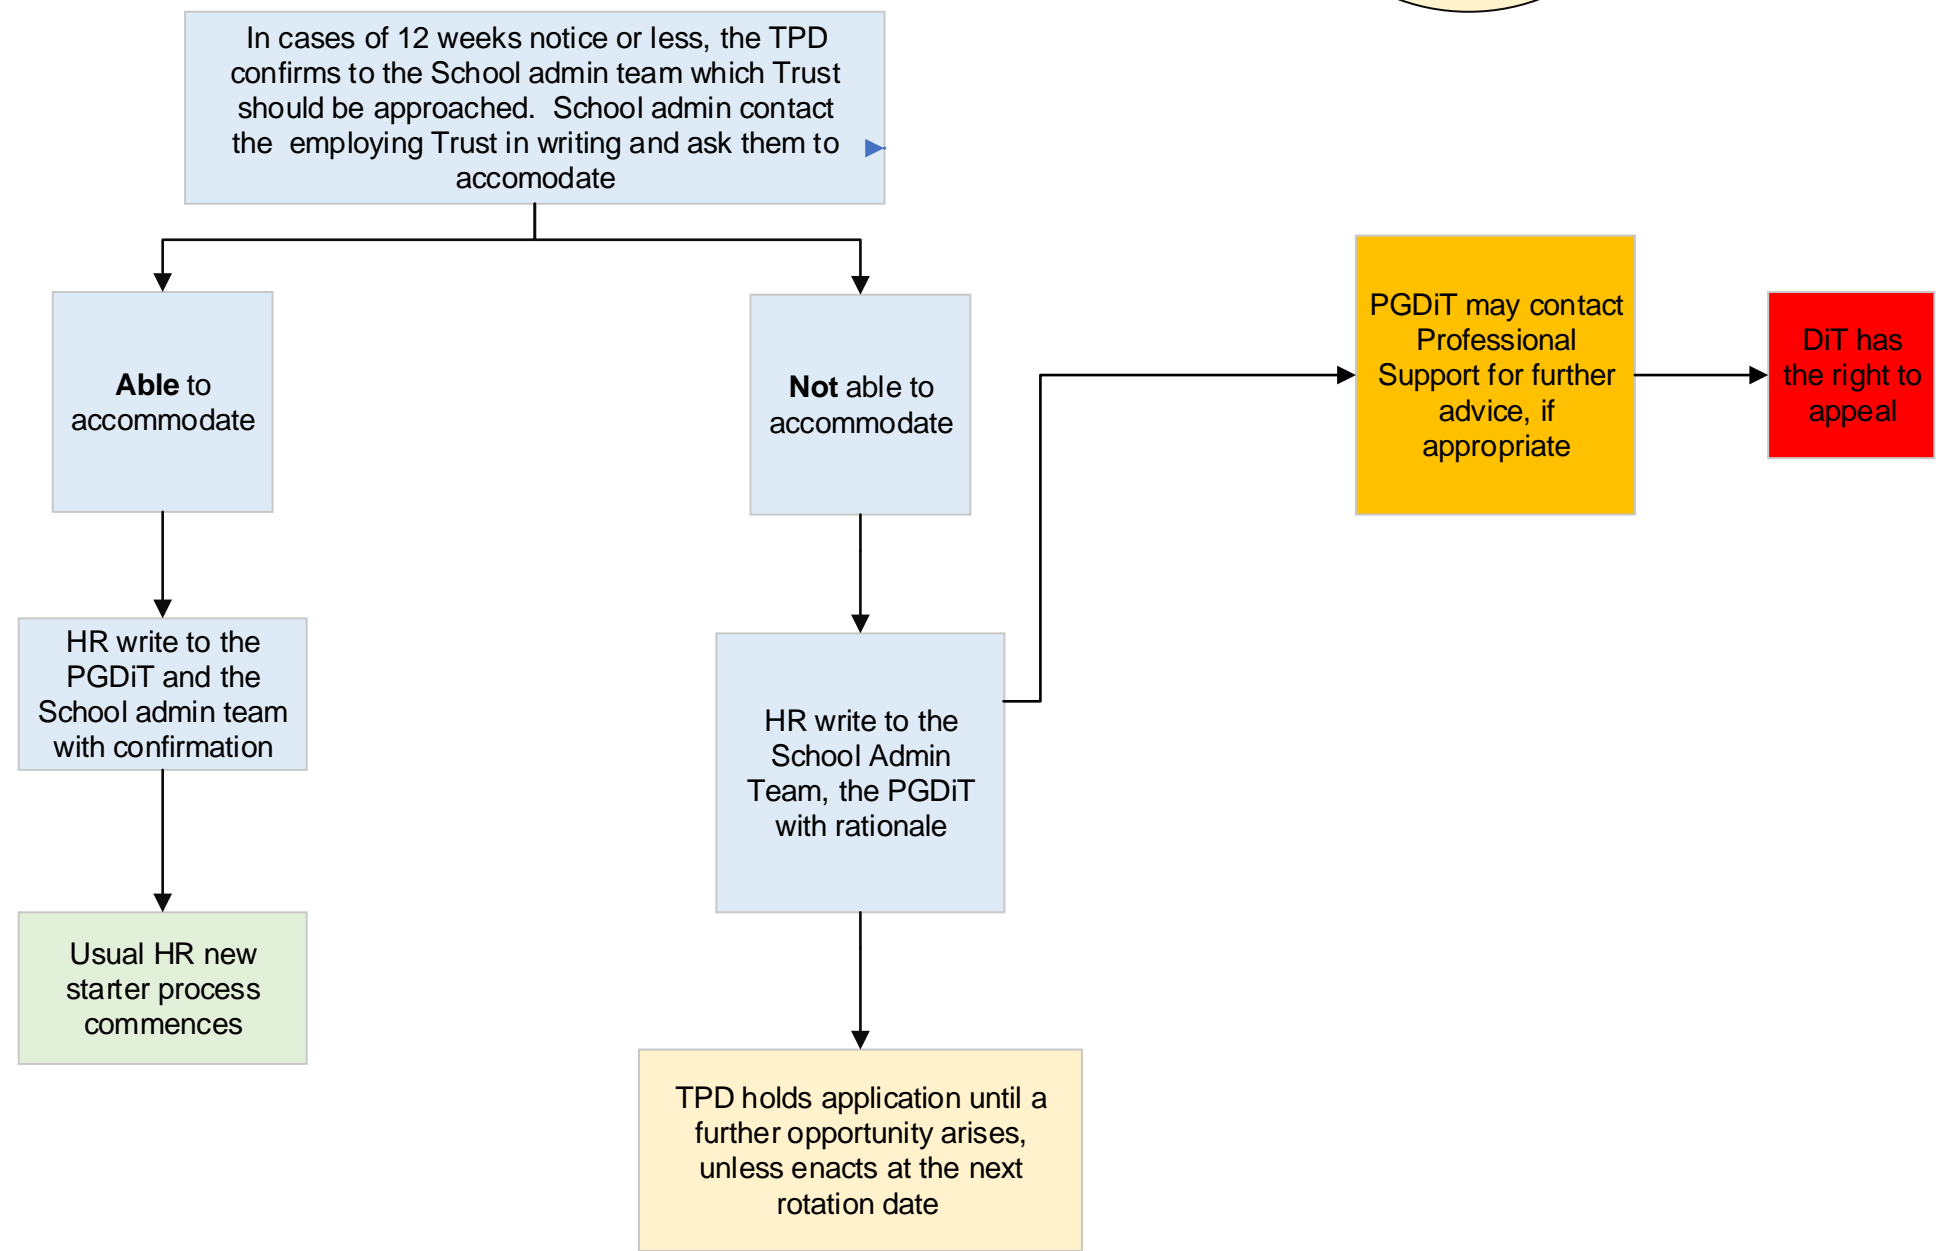 In cases of 12 weeks notice or less, the TPD
confirms to the School admin team which Trust
should be approached.  School admin contact
the  employing Trust in writing and ask them to
accomodate
Able to
accommodate
Not able to
accommodate
PGDiT may contact
Professional
Support for further
advice, if
appropriate
DiT has
the right to
appeal
HR write to the
PGDiT and the
School admin team
with confirmation
HR write to the
School Admin
Team, the PGDiT
with rationale
Usual HR new
starter process
commences
TPD holds application until a
further opportunity arises,
unless enacts at the next
rotation date